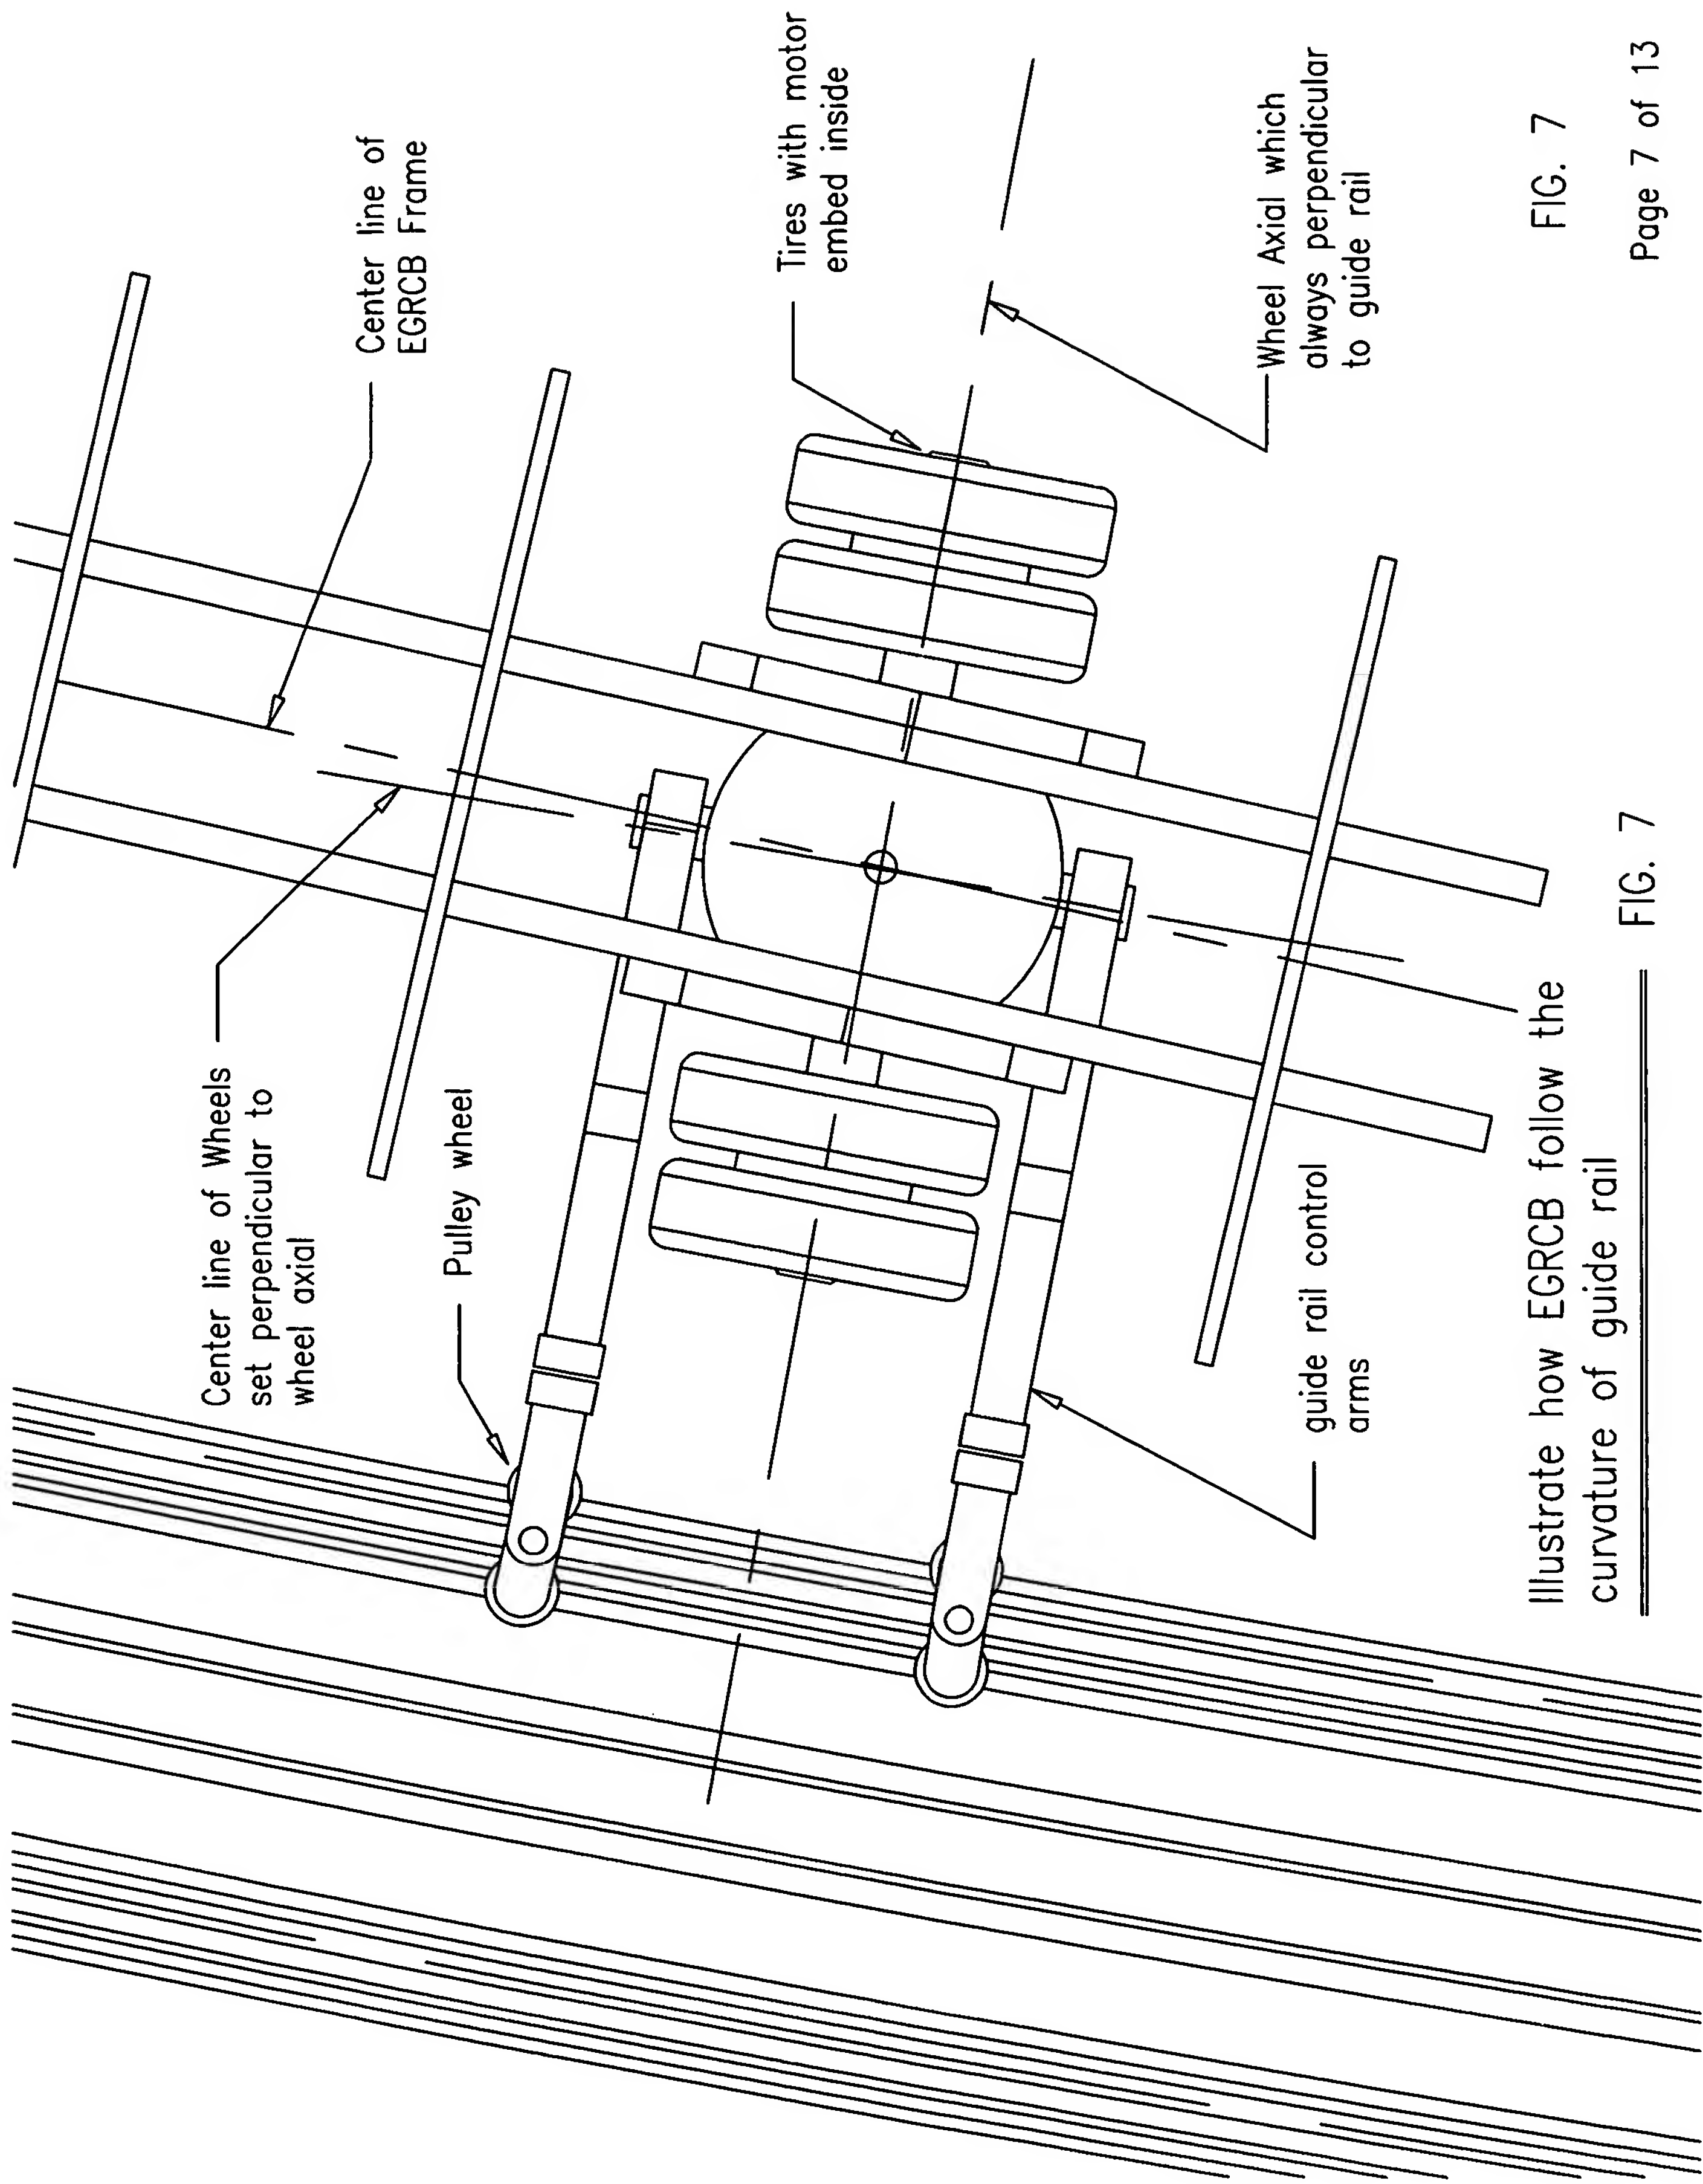 Center line of
EGRCB Frame
Center line of Wheels
set perpendicular to
wheel axial
Pulley wheel
Tires with motor
embed inside
Wheel Axial which
always perpendicular
to guide rail
guide rail control
arms
Illustrate how EGRCB follow the
curvature of guide rail
FIG. 7
FIG. 7
Page 7 of 13